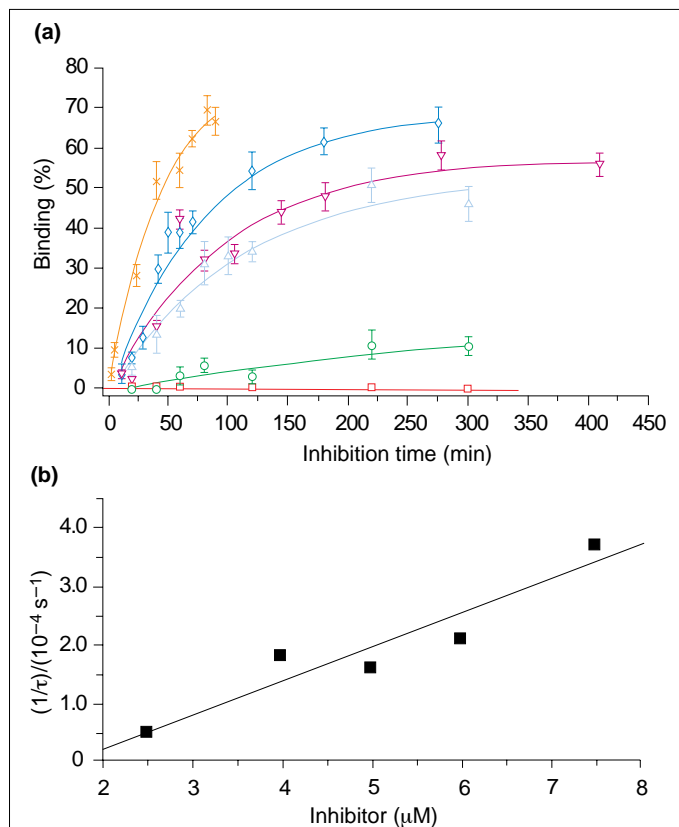 (a)
80
70
60
50
40
30
20
10
0
Binding (%)
0 50 100 150 200 250 300 350 400 450
Inhibition time (min)
(b)
4.0
3.0
2.0
1.0
0
(1/τ)/(10⁻⁴ s⁻¹)
2 3 4 5 6 7 8
Inhibitor (μM)